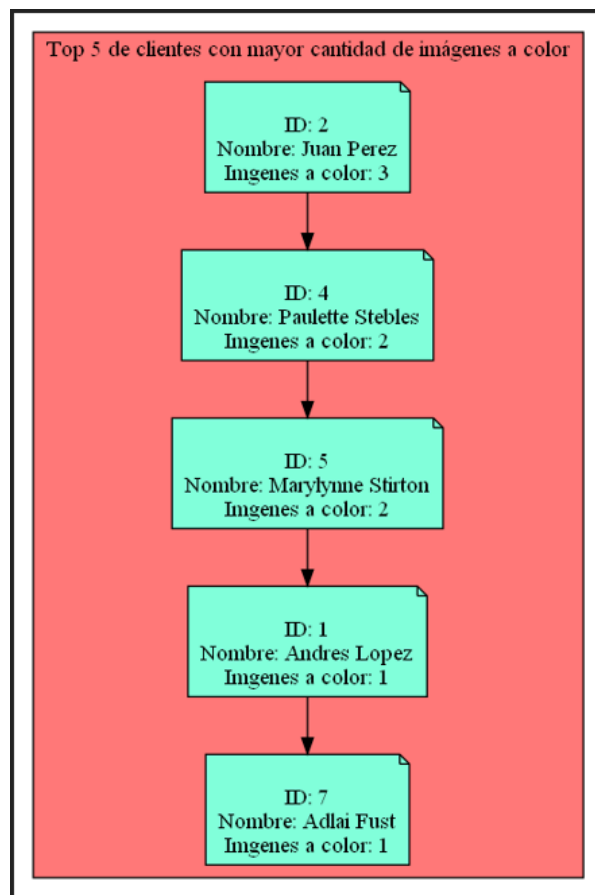 Top 5 de clientes con mayor cantidad de imágenes a color
ID: 2
Nombre: Juan Perez
Imgenes a color: 3
ID: 4
Nombre: Paulette Stebles
Imgenes a color: 2
ID: 5
Nombre: Marylynne Stirton
Imgenes a color: 2
ID: 1
Nombre: Andres Lopez
Imgenes a color: 1
ID: 7
Nombre: Adlai Fust
Imgenes a color: 1